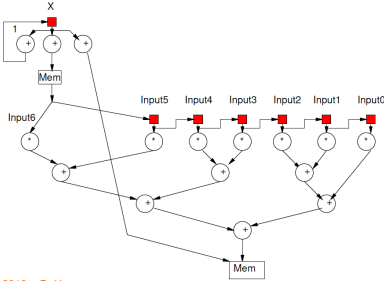 X
1
+ + +
Mem
Input5 Input4 Input3 Input2 Input1 Input0
Input6
* * * * * * *
+ + +
+ +
+
Mem